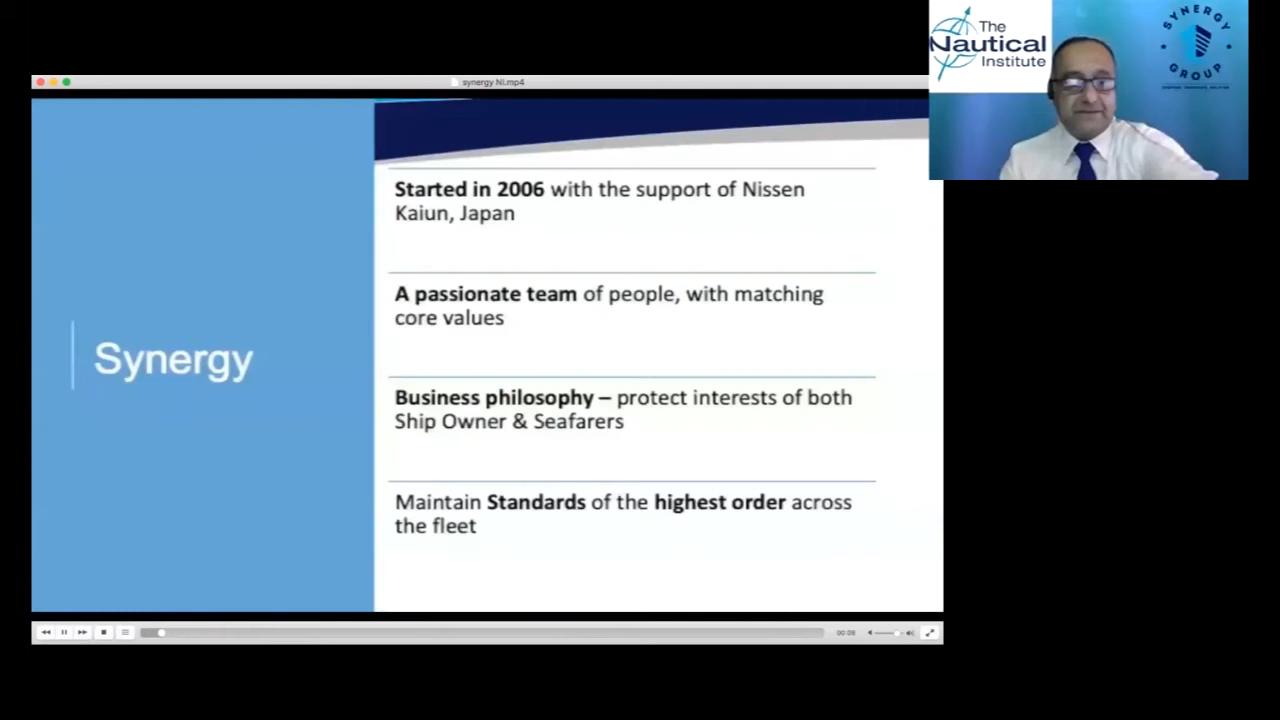 synergy NI.mp4
The
Nautical
Institute
SYNERGY
GROUP
Synergy
Started in 2006 with the support of Nissen
Kaiun, Japan
A passionate team of people, with matching
core values
Business philosophy – protect interests of both
Ship Owner & Seafarers
Maintain Standards of the highest order across
the fleet
00:08